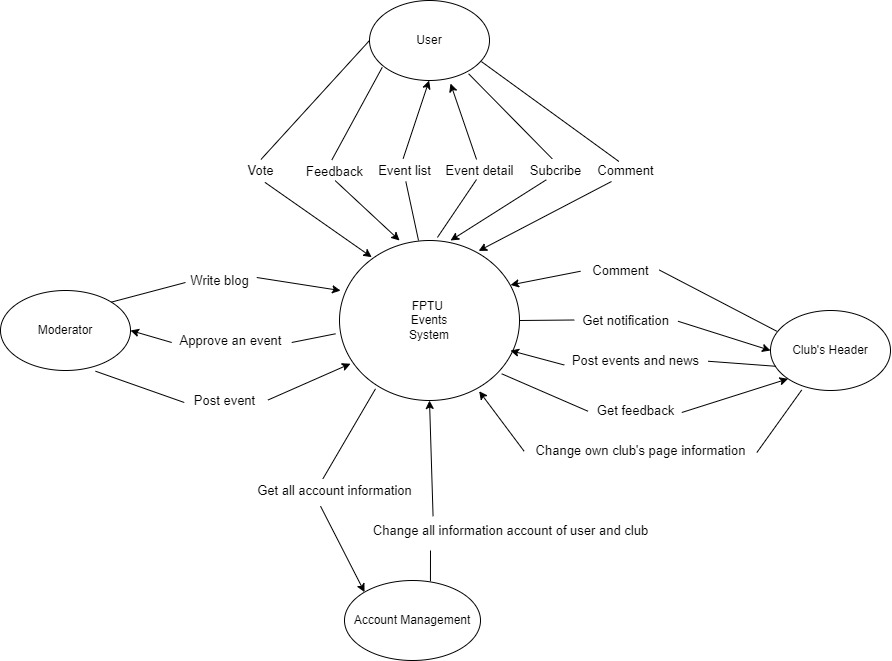 User
Vote
Feedback
Event list
Event detail
Subcribe
Comment
Write blog
Comment
FPTU
Events
System
Moderator
Approve an event
Get notification
Club's Header
Post events and news
Post event
Get feedback
Change own club's page information
Get all account information
Change all information account of user and club
Account Management